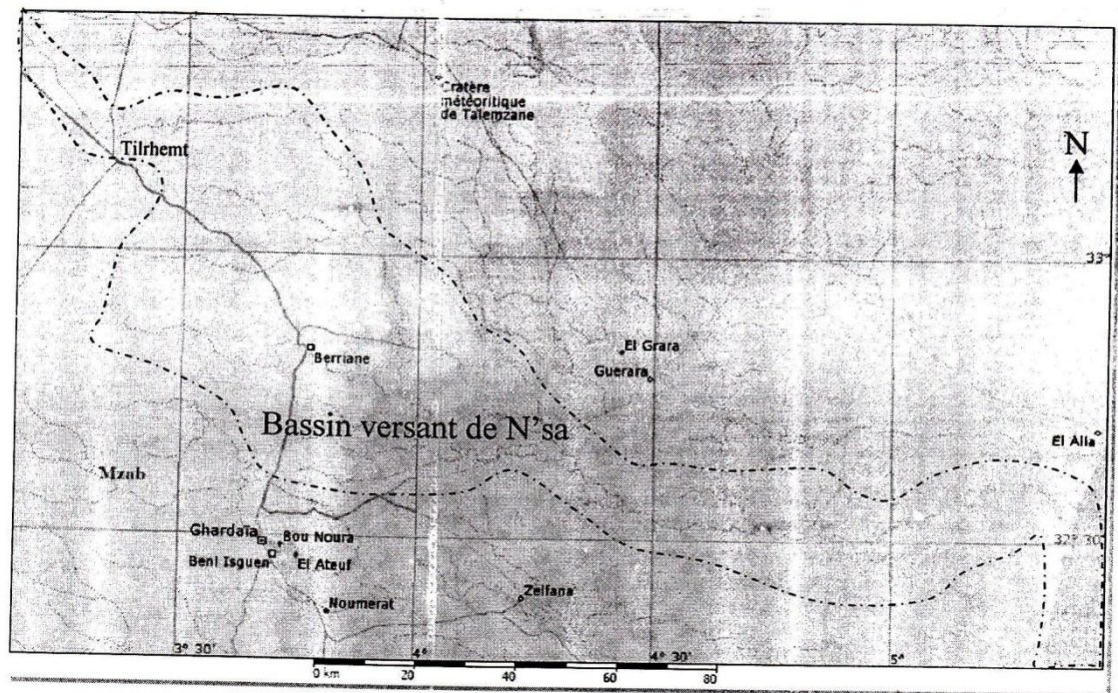 Cratère
météoritique
de Talemzane
Tilrhemt
N
33°
El Grara
Berriane
Guerara
Bassin versant de N'sa
El Alia
Mzab
Ghardaïa
Bou Noura
32° 30
Beni Isguen
El Ateuf
Zelfana
Noumerat
3° 30'
4°
4° 30'
5°
0 km 20 40 60 80